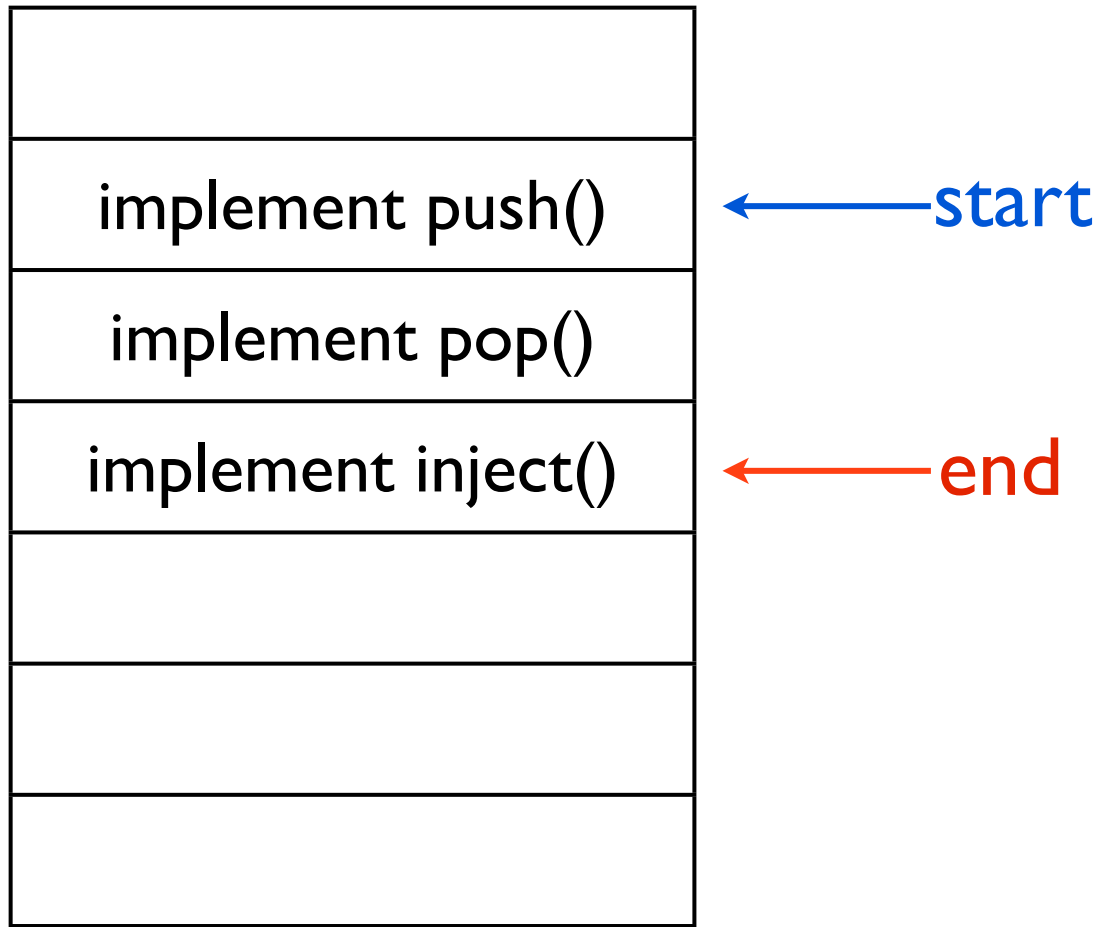 implement push()
start
implement pop()
implement inject()
end